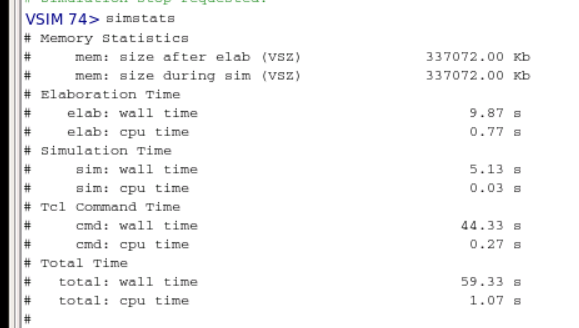 # Simulation stop requested.
VSIM 74> simstats
# Memory Statistics
#     mem: size after elab (VSZ)               337072.00 Kb
#     mem: size during sim (VSZ)               337072.00 Kb
# Elaboration Time
#    elab: wall time                                9.87 s
#    elab: cpu time                                 0.77 s
# Simulation Time
#     sim: wall time                                5.13 s
#     sim: cpu time                                 0.03 s
# Tcl Command Time
#     cmd: wall time                               44.33 s
#     cmd: cpu time                                 0.27 s
# Total Time
#   total: wall time                               59.33 s
#   total: cpu time                                 1.07 s
#